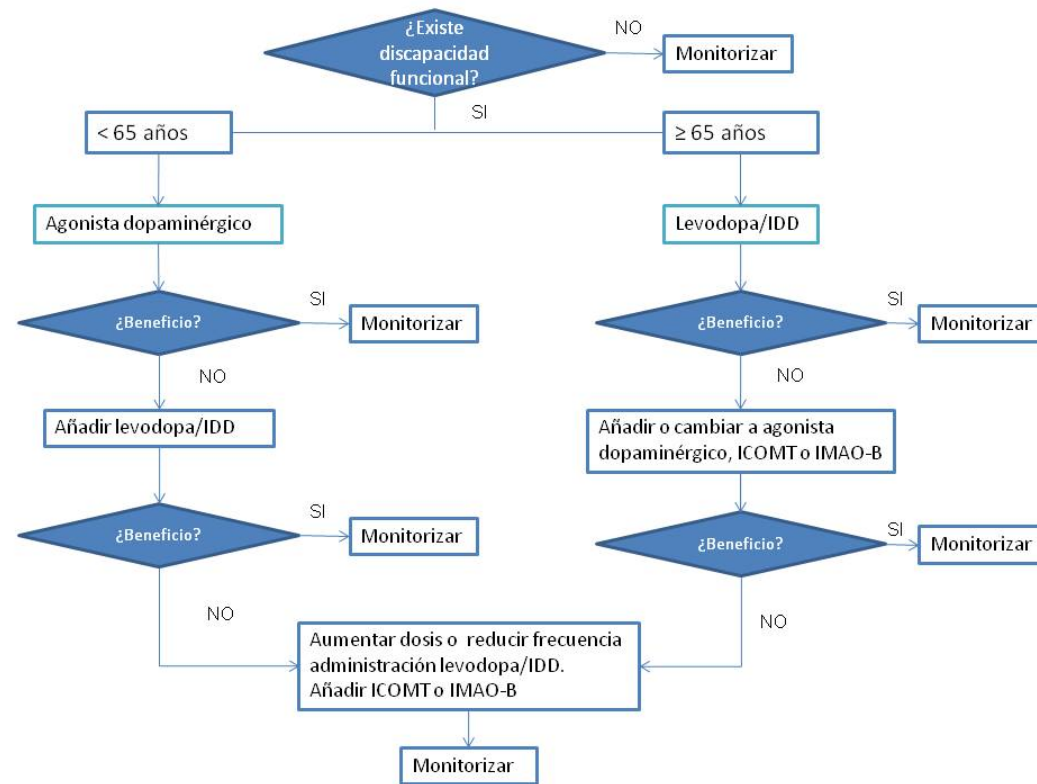 ¿Existe
discapacidad
funcional?
NO
Monitorizar
SI
< 65 años
≥ 65 años
Agonista dopaminérgico
Levodopa/IDD
¿Beneficio?
SI
Monitorizar
¿Beneficio?
SI
Monitorizar
NO
NO
Añadir levodopa/IDD
Añadir o cambiar a agonista
dopaminérgico, ICOMT o IMAO-B
¿Beneficio?
SI
Monitorizar
¿Beneficio?
SI
Monitorizar
NO
NO
Aumentar dosis o reducir frecuencia
administración levodopa/IDD.
Añadir ICOMT o IMAO-B
Monitorizar